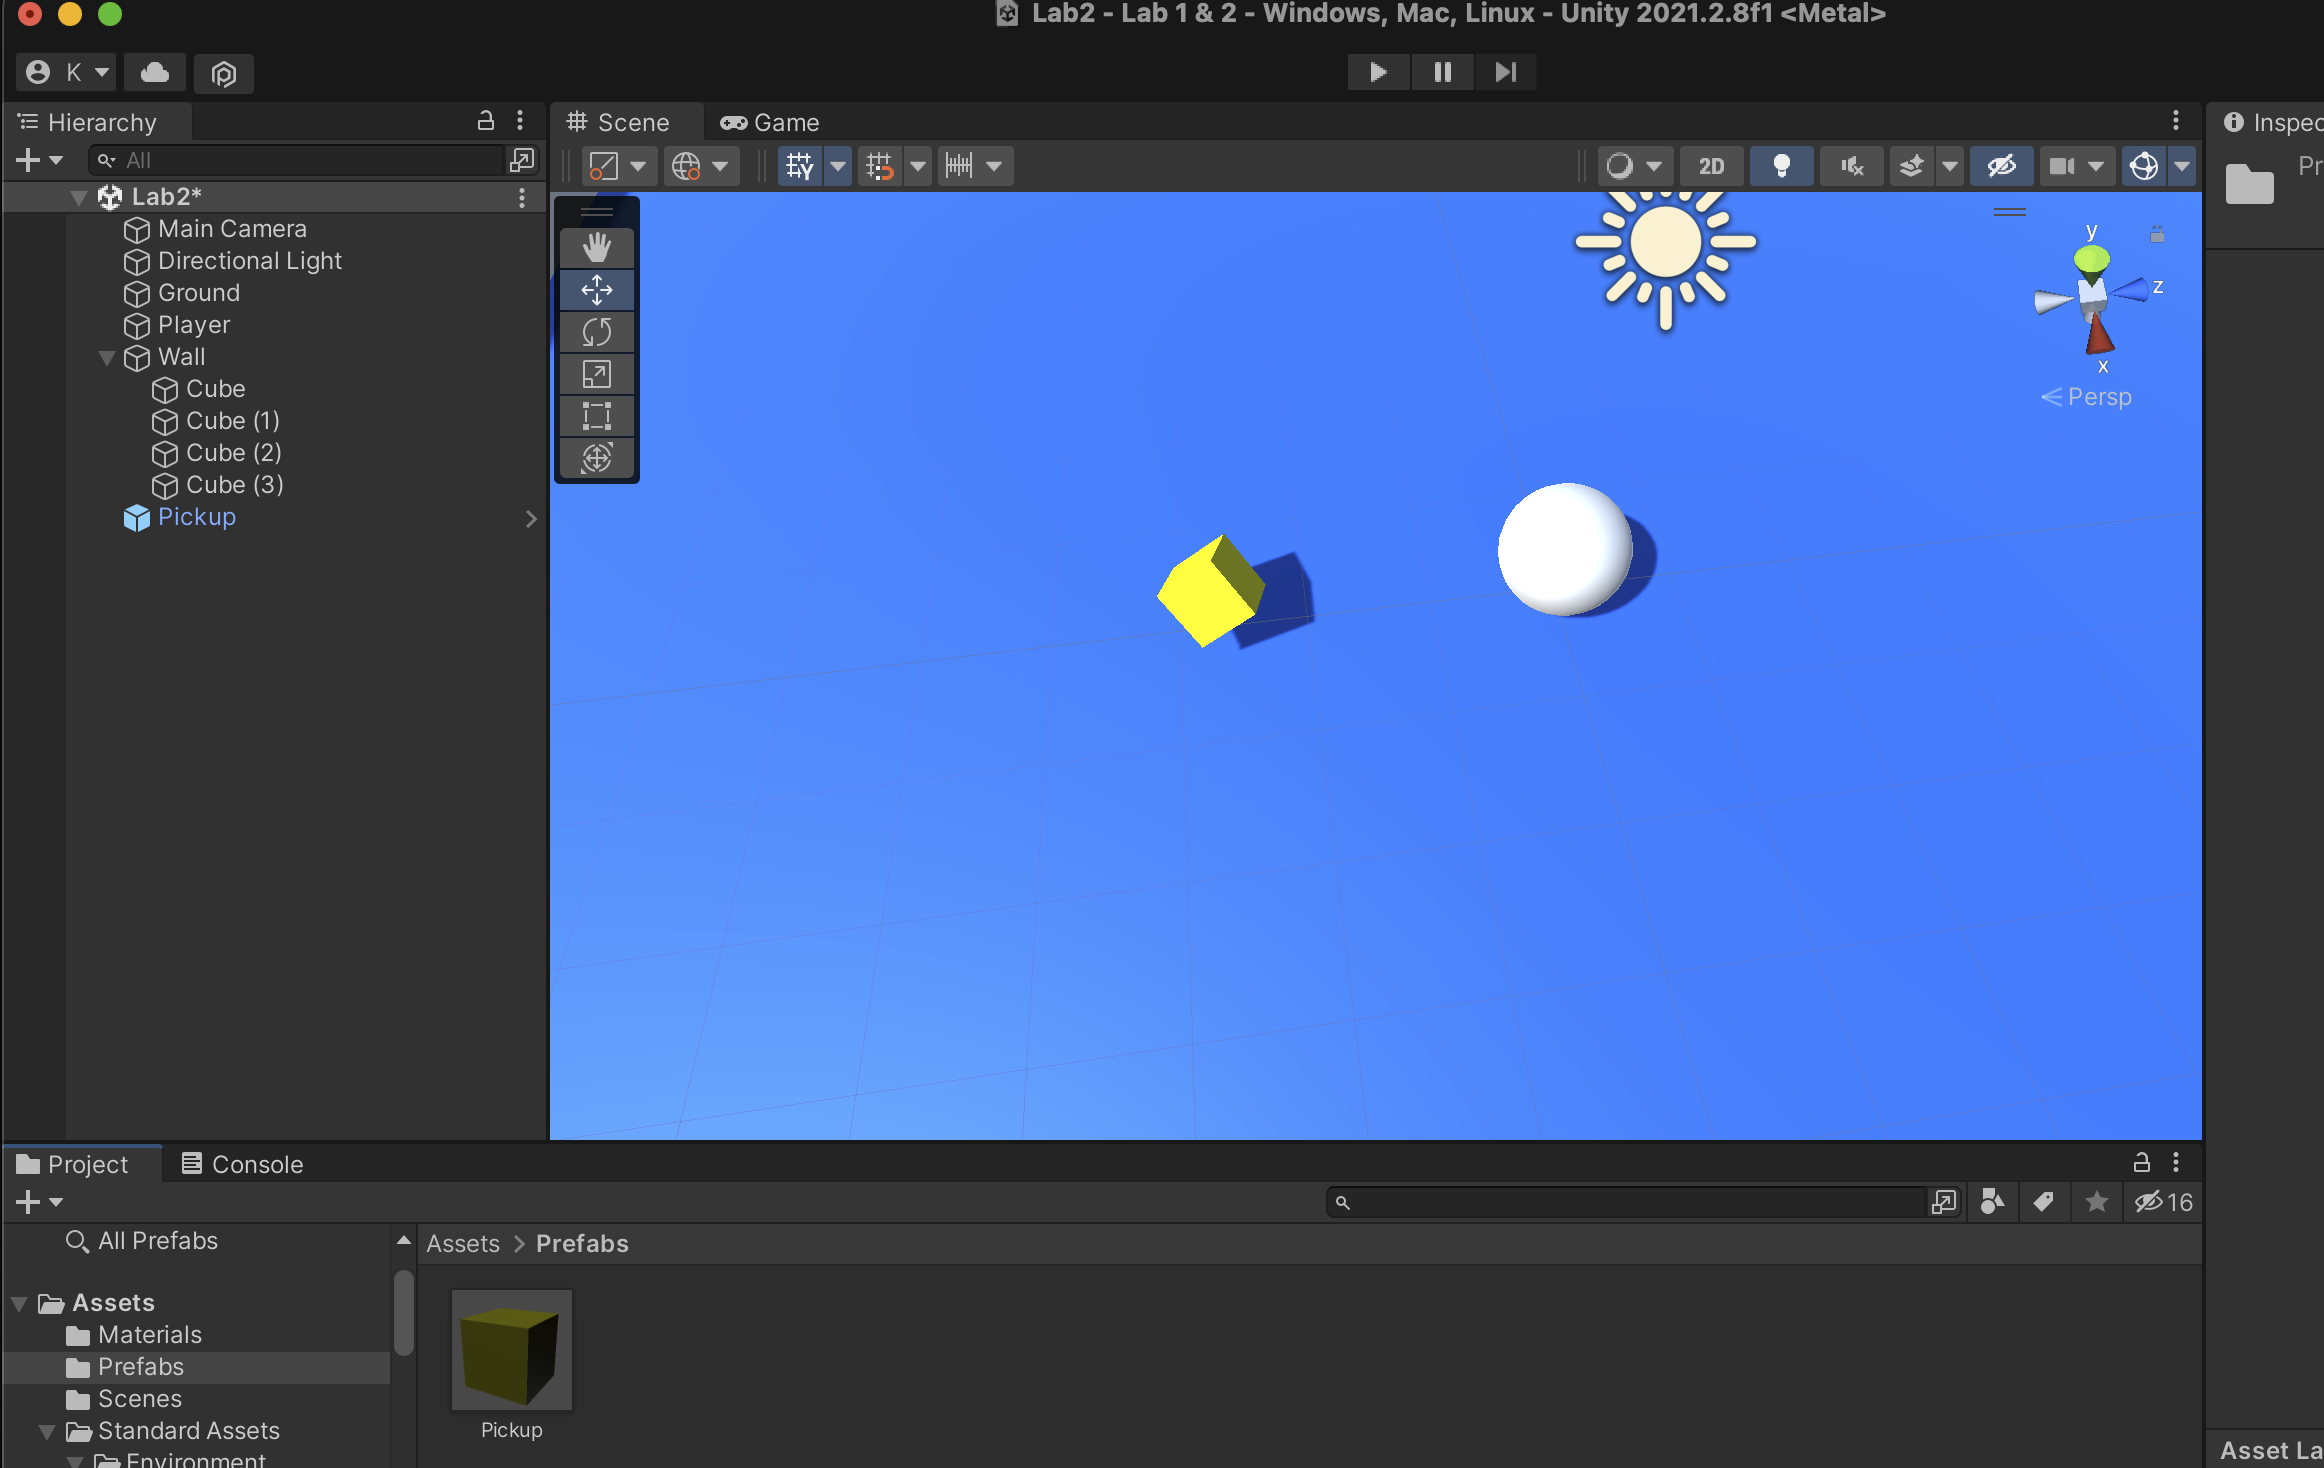 Lab2 - Lab 1 & 2 - Windows, Mac, Linux - Unity 2021.2.8f1 <Metal>
K
Hierarchy
All
Lab2*
Main Camera
Directional Light
Ground
Player
Wall
Cube
Cube (1)
Cube (2)
Cube (3)
Pickup
Scene
Game
2D
y
z
x
Persp
Inspec
Pr
Project
Console
16
All Prefabs
Assets
Materials
Prefabs
Scenes
Standard Assets
Environment
Assets > Prefabs
Pickup
Asset La